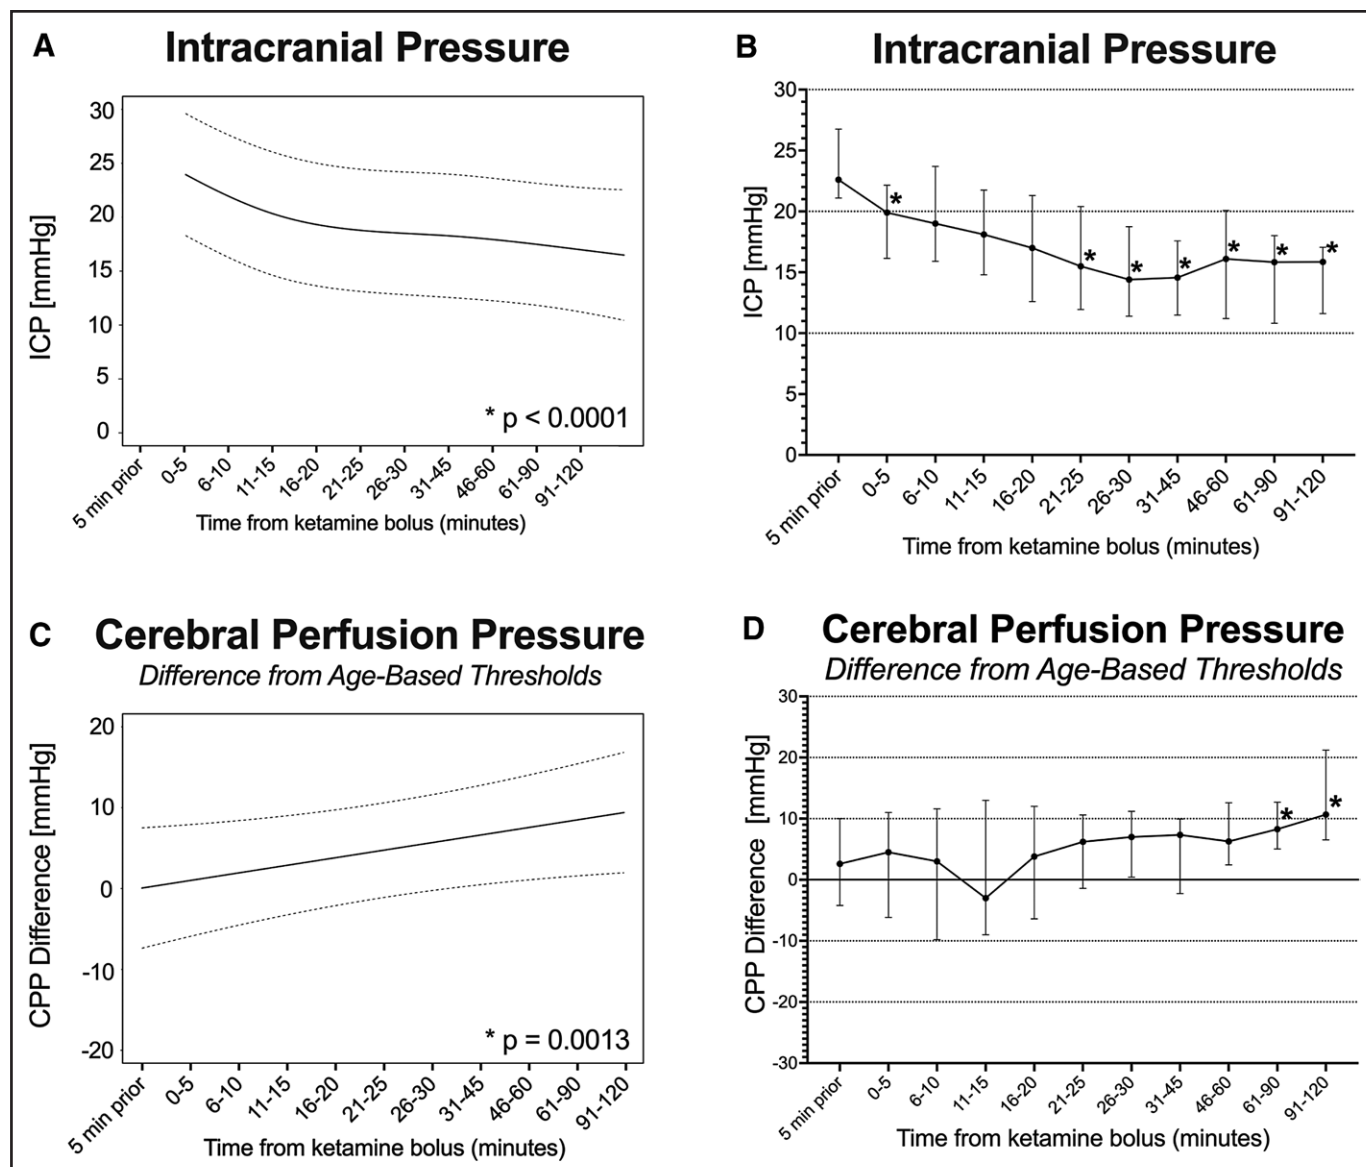 A Intracranial Pressure
ICP [mmHg]
30
25
20
15
10
5
0
* p < 0.0001
5 min prior 0-5 6-10 11-15 16-20 21-25 26-30 31-45 46-60 61-90 91-120
Time from ketamine bolus (minutes)
B Intracranial Pressure
ICP [mmHg]
30
25
20
15
10
5
0
* * * * * * *
5 min prior 0-5 6-10 11-15 16-20 21-25 26-30 31-45 46-60 61-90 91-120
Time from ketamine bolus (minutes)
C Cerebral Perfusion Pressure
Difference from Age-Based Thresholds
CPP Difference [mmHg]
20
10
0
-10
-20
* p = 0.0013
5 min prior 0-5 6-10 11-15 16-20 21-25 26-30 31-45 46-60 61-90 91-120
Time from ketamine bolus (minutes)
D Cerebral Perfusion Pressure
Difference from Age-Based Thresholds
CPP Difference [mmHg]
30
20
10
0
-10
-20
-30
* *
5 min prior 0-5 6-10 11-15 16-20 21-25 26-30 31-45 46-60 61-90 91-120
Time from ketamine bolus (minutes)